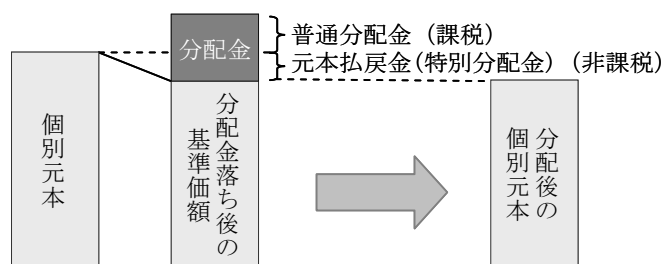 分配金
普通分配金（課税）
元本払戻金(特別分配金)（非課税）
個別元本
分配金落ち後の
基準価額
分配後の
個別元本